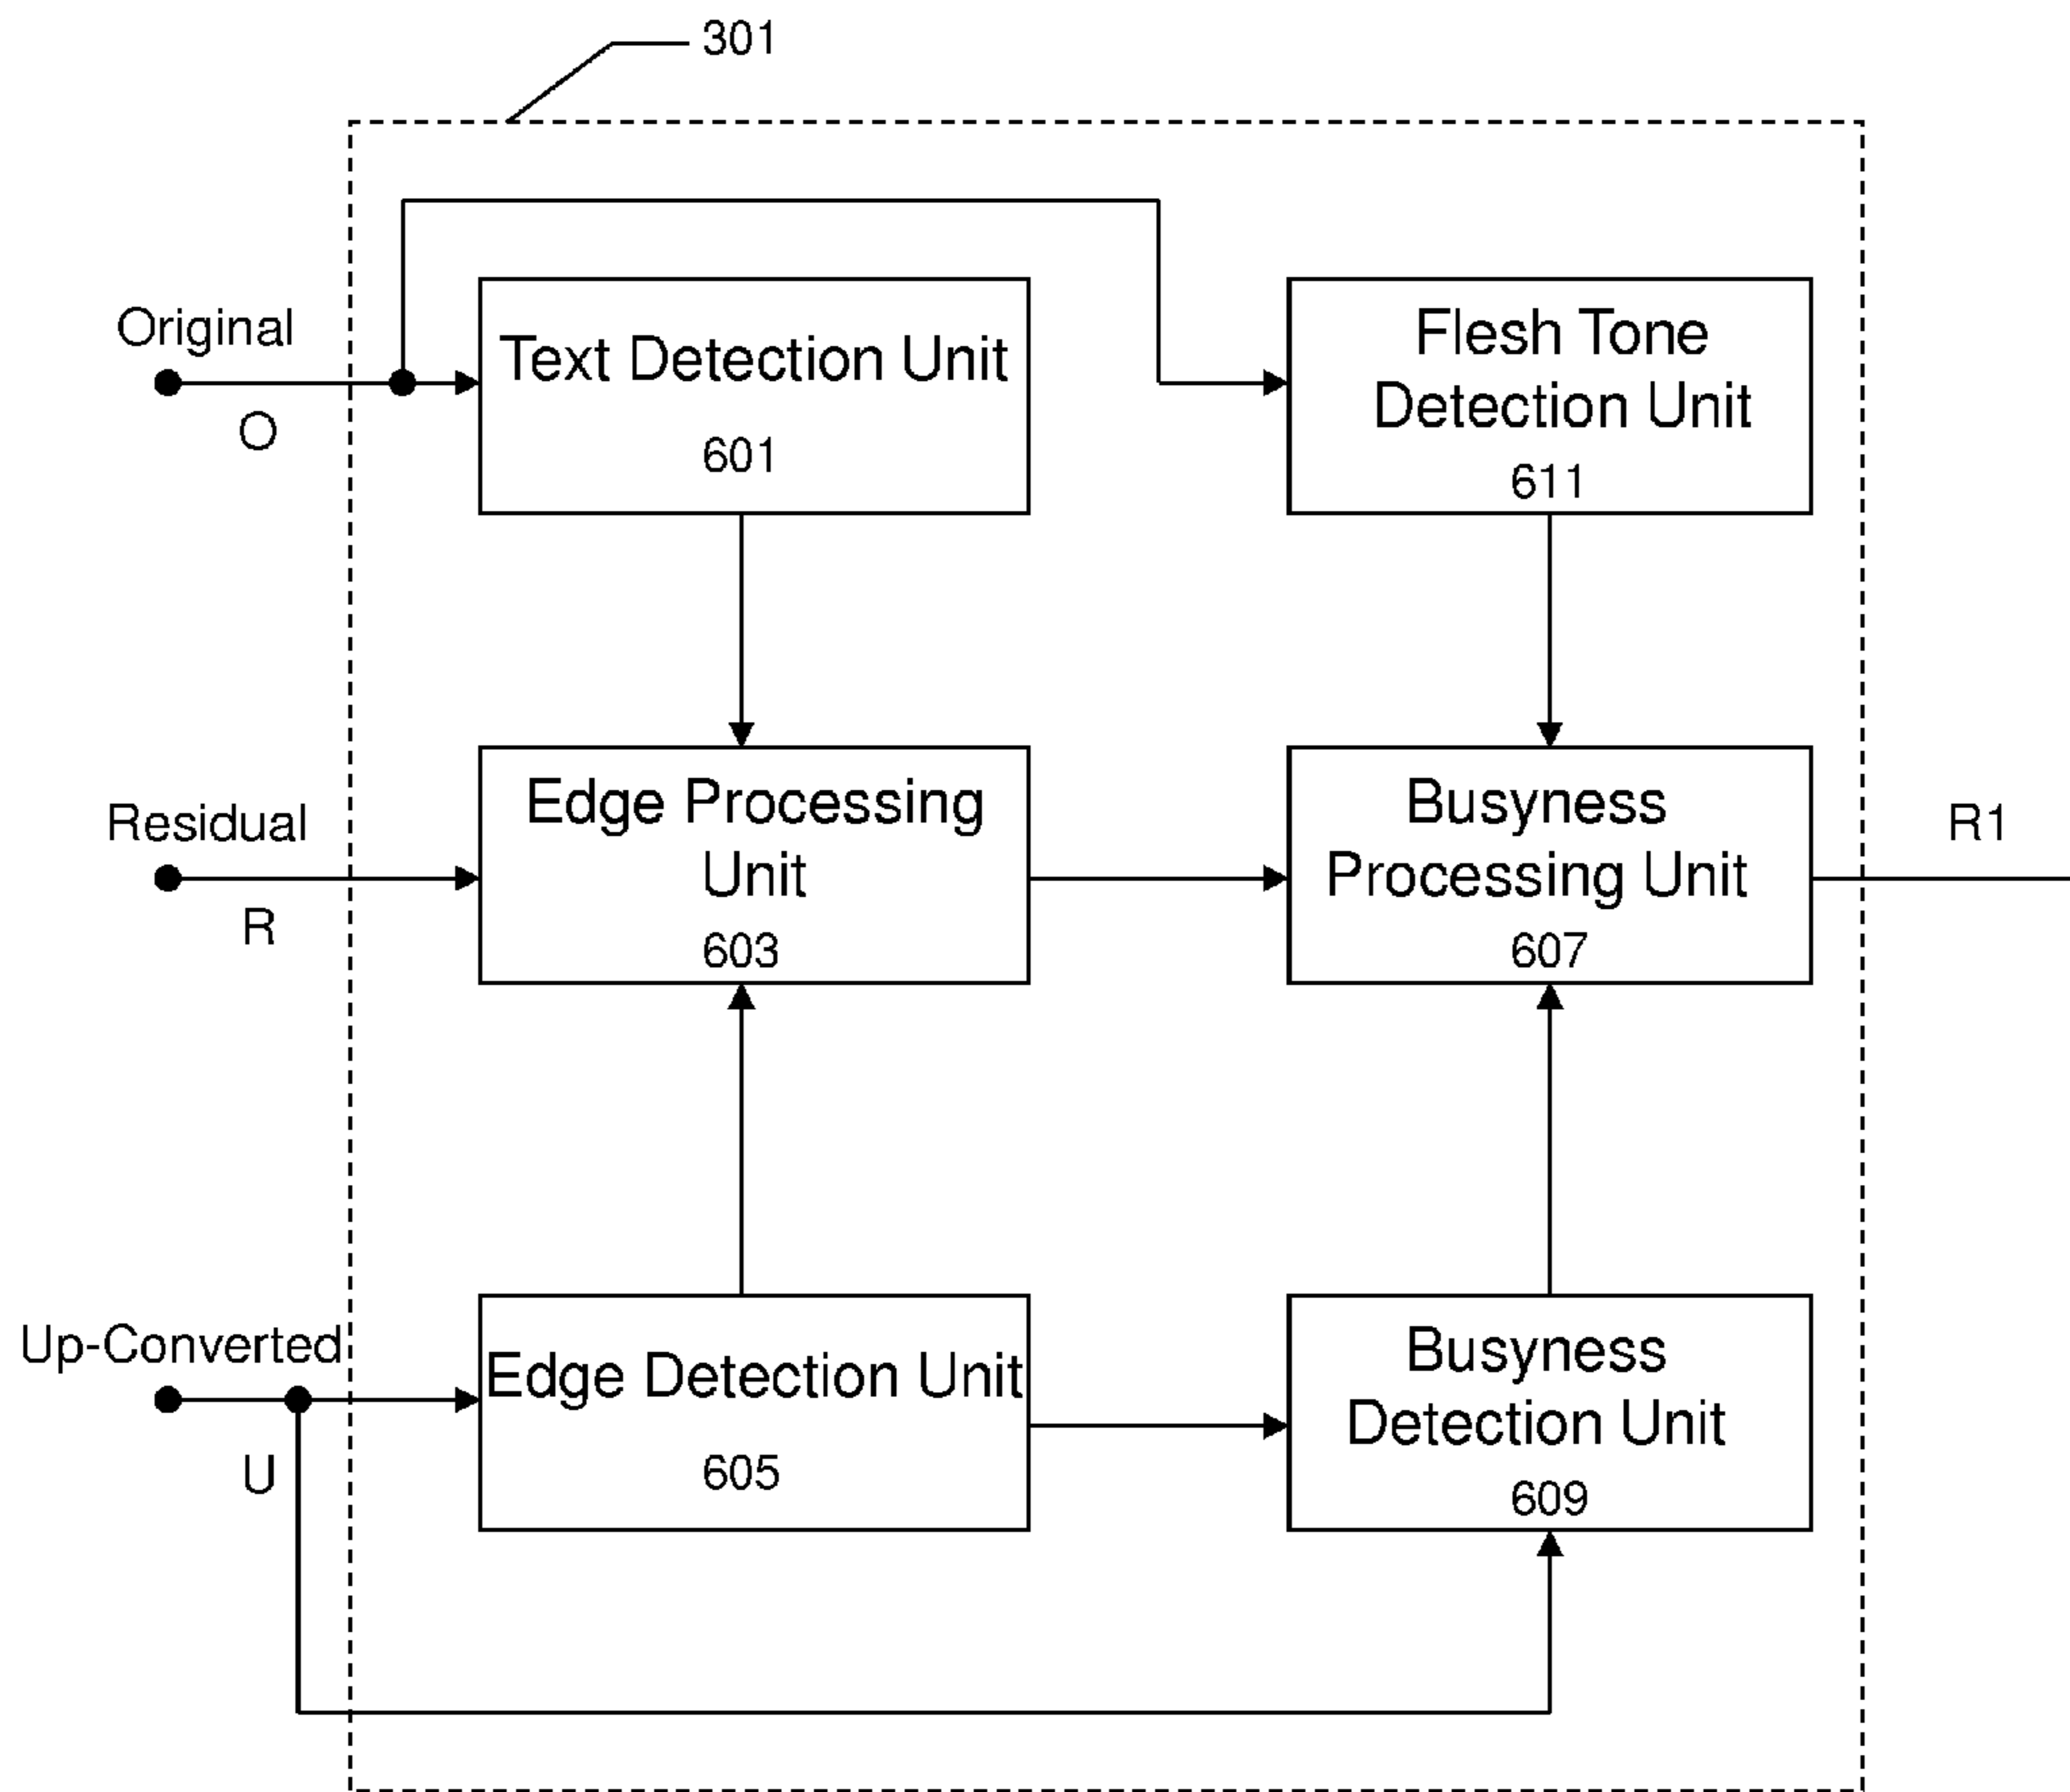 301
Original
O
Text Detection Unit
601
Flesh Tone
Detection Unit
611
Residual
R
Edge Processing
Unit
603
Busyness
Processing Unit
607
R1
Up-Converted
U
Edge Detection Unit
605
Busyness
Detection Unit
609